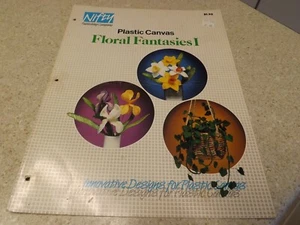 Nifty
Plastic Canvas
Floral Fantasies I
Innovative Designs for Plastic Canvas